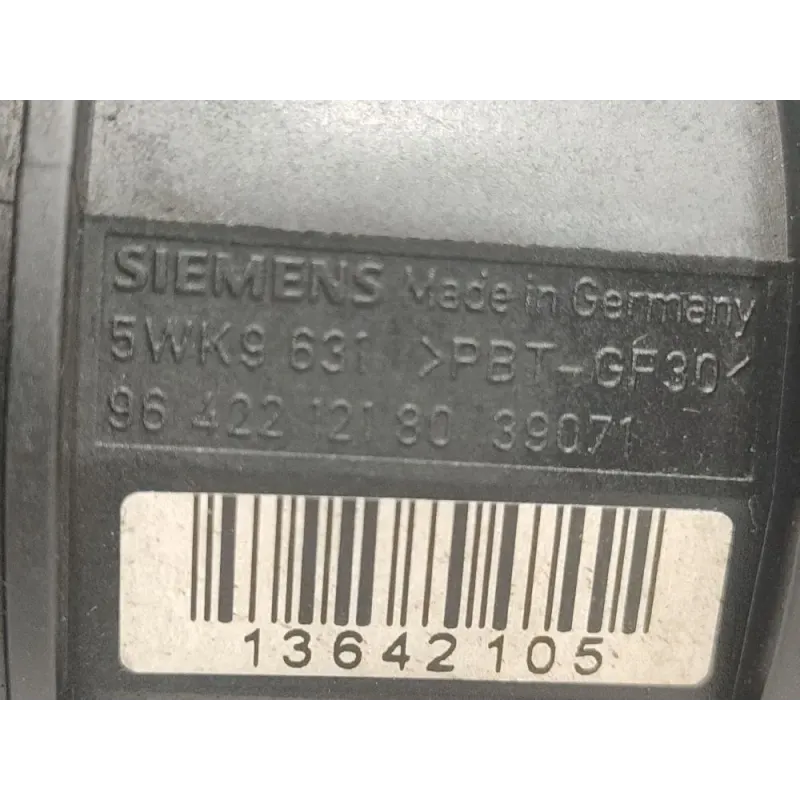 SIEMENS Made in Germany
5WK9 631 >PBT-GF30<
96 422 121 80 39071
13642105